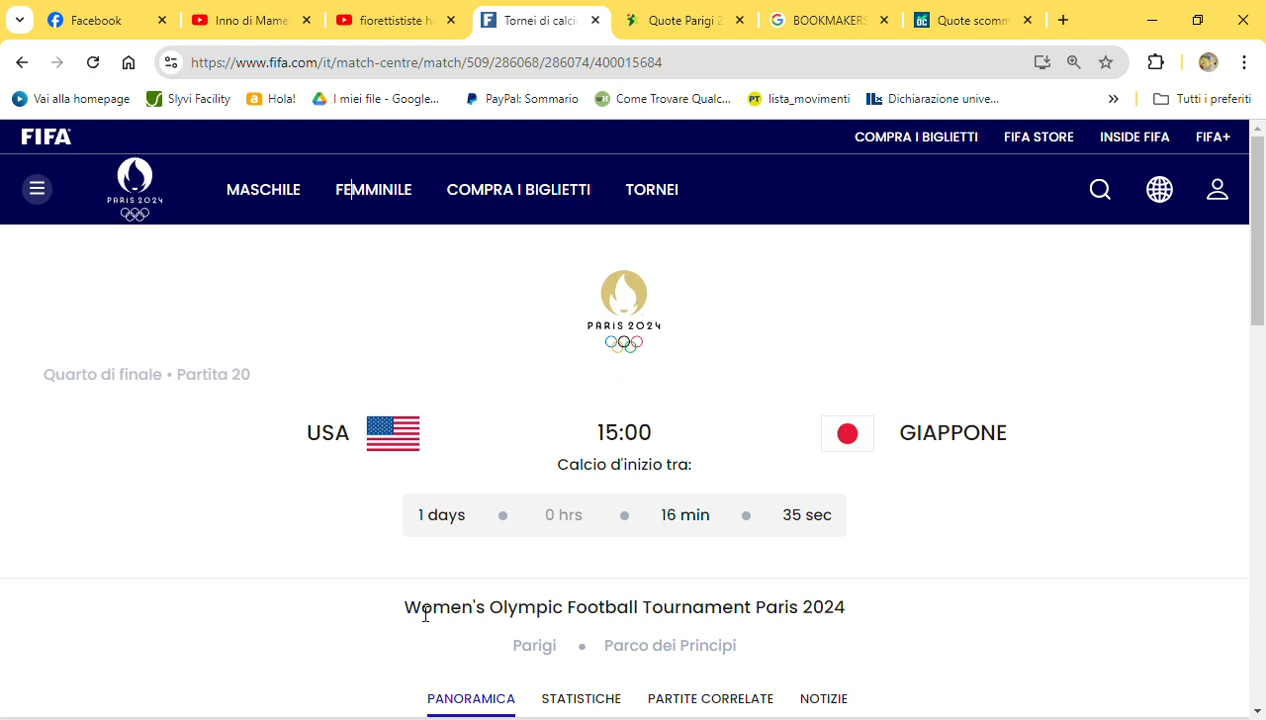 Facebook
Inno di Mame
fiorettiste h
Tornei di calci
Quote Parigi 2
BOOKMAKERS
Quote scomm
https://www.fifa.com/it/match-centre/match/509/286068/286074/400015684
Vai alla homepage
Slyvi Facility
Hola!
I miei file - Google...
PayPal: Sommario
Come Trovare Qualc...
lista_movimenti
Dichiarazione unive...
»
Tutti i preferiti
FIFA
COMPRA I BIGLIETTI
FIFA STORE
INSIDE FIFA
FIFA+
PARIS 2024
MASCHILE
FEMMINILE
COMPRA I BIGLIETTI
TORNEI
PARIS 2024
Quarto di finale • Partita 20
USA
15:00
GIAPPONE
Calcio d'inizio tra:
1 days
0 hrs
16 min
35 sec
Women's Olympic Football Tournament Paris 2024
Parigi • Parco dei Principi
PANORAMICA
STATISTICHE
PARTITE CORRELATE
NOTIZIE